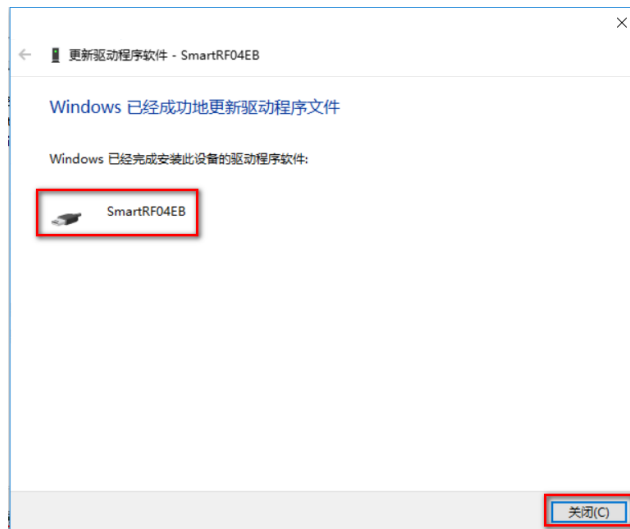 更新驱动程序软件 - SmartRF04EB
Windows 已经成功地更新驱动程序文件
Windows 已经完成安装此设备的驱动程序软件:
SmartRF04EB
关闭(C)